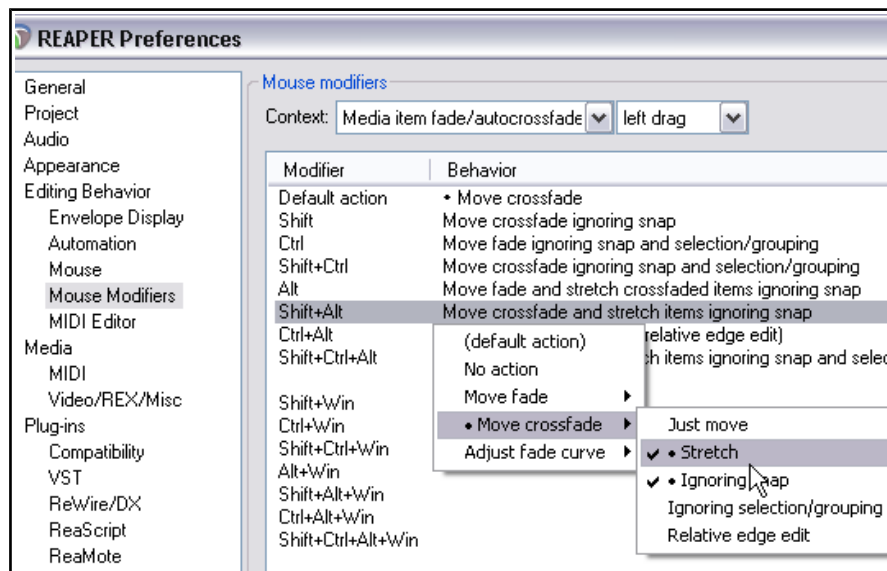 REAPER Preferences
General
Project
Audio
Appearance
Editing Behavior
Envelope Display
Automation
Mouse
Mouse Modifiers
MIDI Editor
Media
MIDI
Video/REX/Misc
Plug-ins
Compatibility
VST
ReWire/DX
ReaScript
ReaMote
Mouse modifiers
Context: Media item fade/autocrossfade left drag
Modifier Behavior
Default action • Move crossfade
Shift Move crossfade ignoring snap
Ctrl Move fade ignoring snap and selection/grouping
Shift+Ctrl Move crossfade ignoring snap and selection/grouping
Alt Move fade and stretch crossfaded items ignoring snap
Shift+Alt Move crossfade and stretch items ignoring snap
Ctrl+Alt relative edge edit)
Shift+Ctrl+Alt items ignoring snap and
Shift+Win
Ctrl+Win
Shift+Ctrl+Win
Alt+Win
Shift+Alt+Win
Ctrl+Alt+Win
Shift+Ctrl+Alt+Win
(default action)
No action
Move fade
• Move crossfade
Adjust fade curve
Just move
✓ • Stretch
✓ • Ignoring snap
Ignoring selection/grouping
Relative edge edit